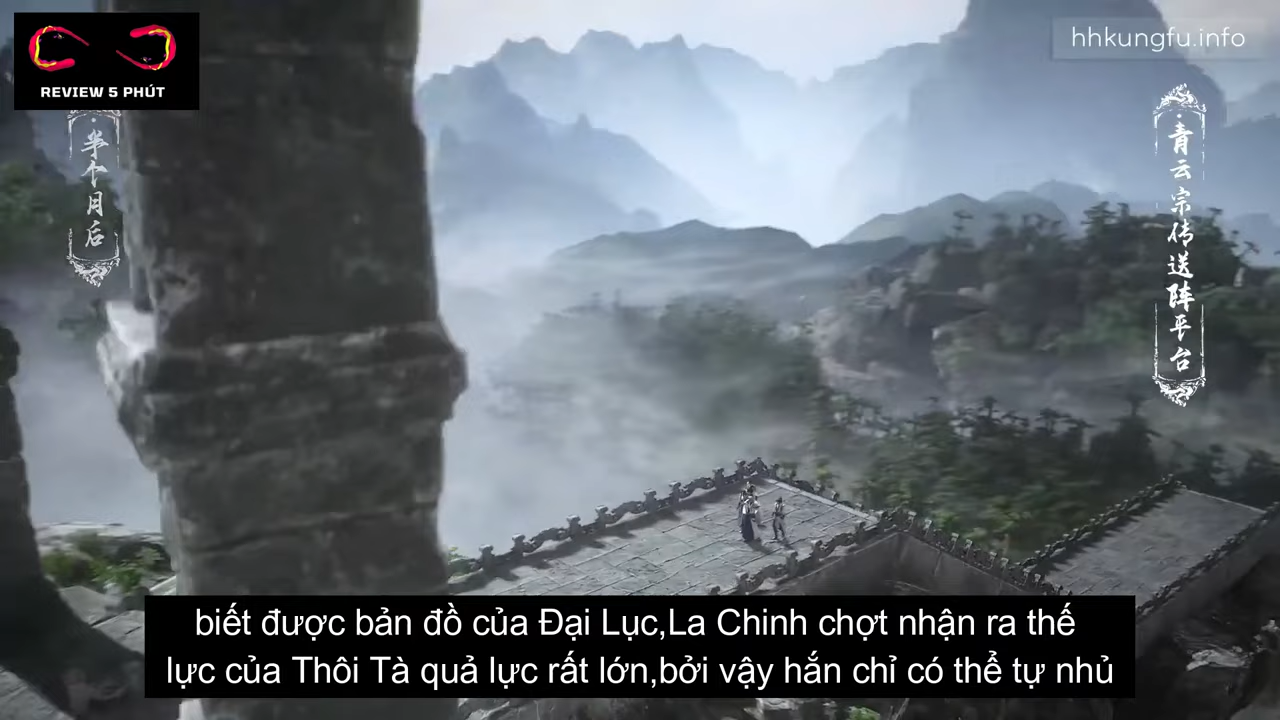 REVIEW 5 PHÚT
hhkungfu.info
半个月后
青云宗传送阵平台
biết được bản đồ của Đại Lục,La Chinh chợt nhận ra thế
lực của Thôi Tà quả lực rất lớn,bởi vậy hắn chỉ có thể tự nhủ